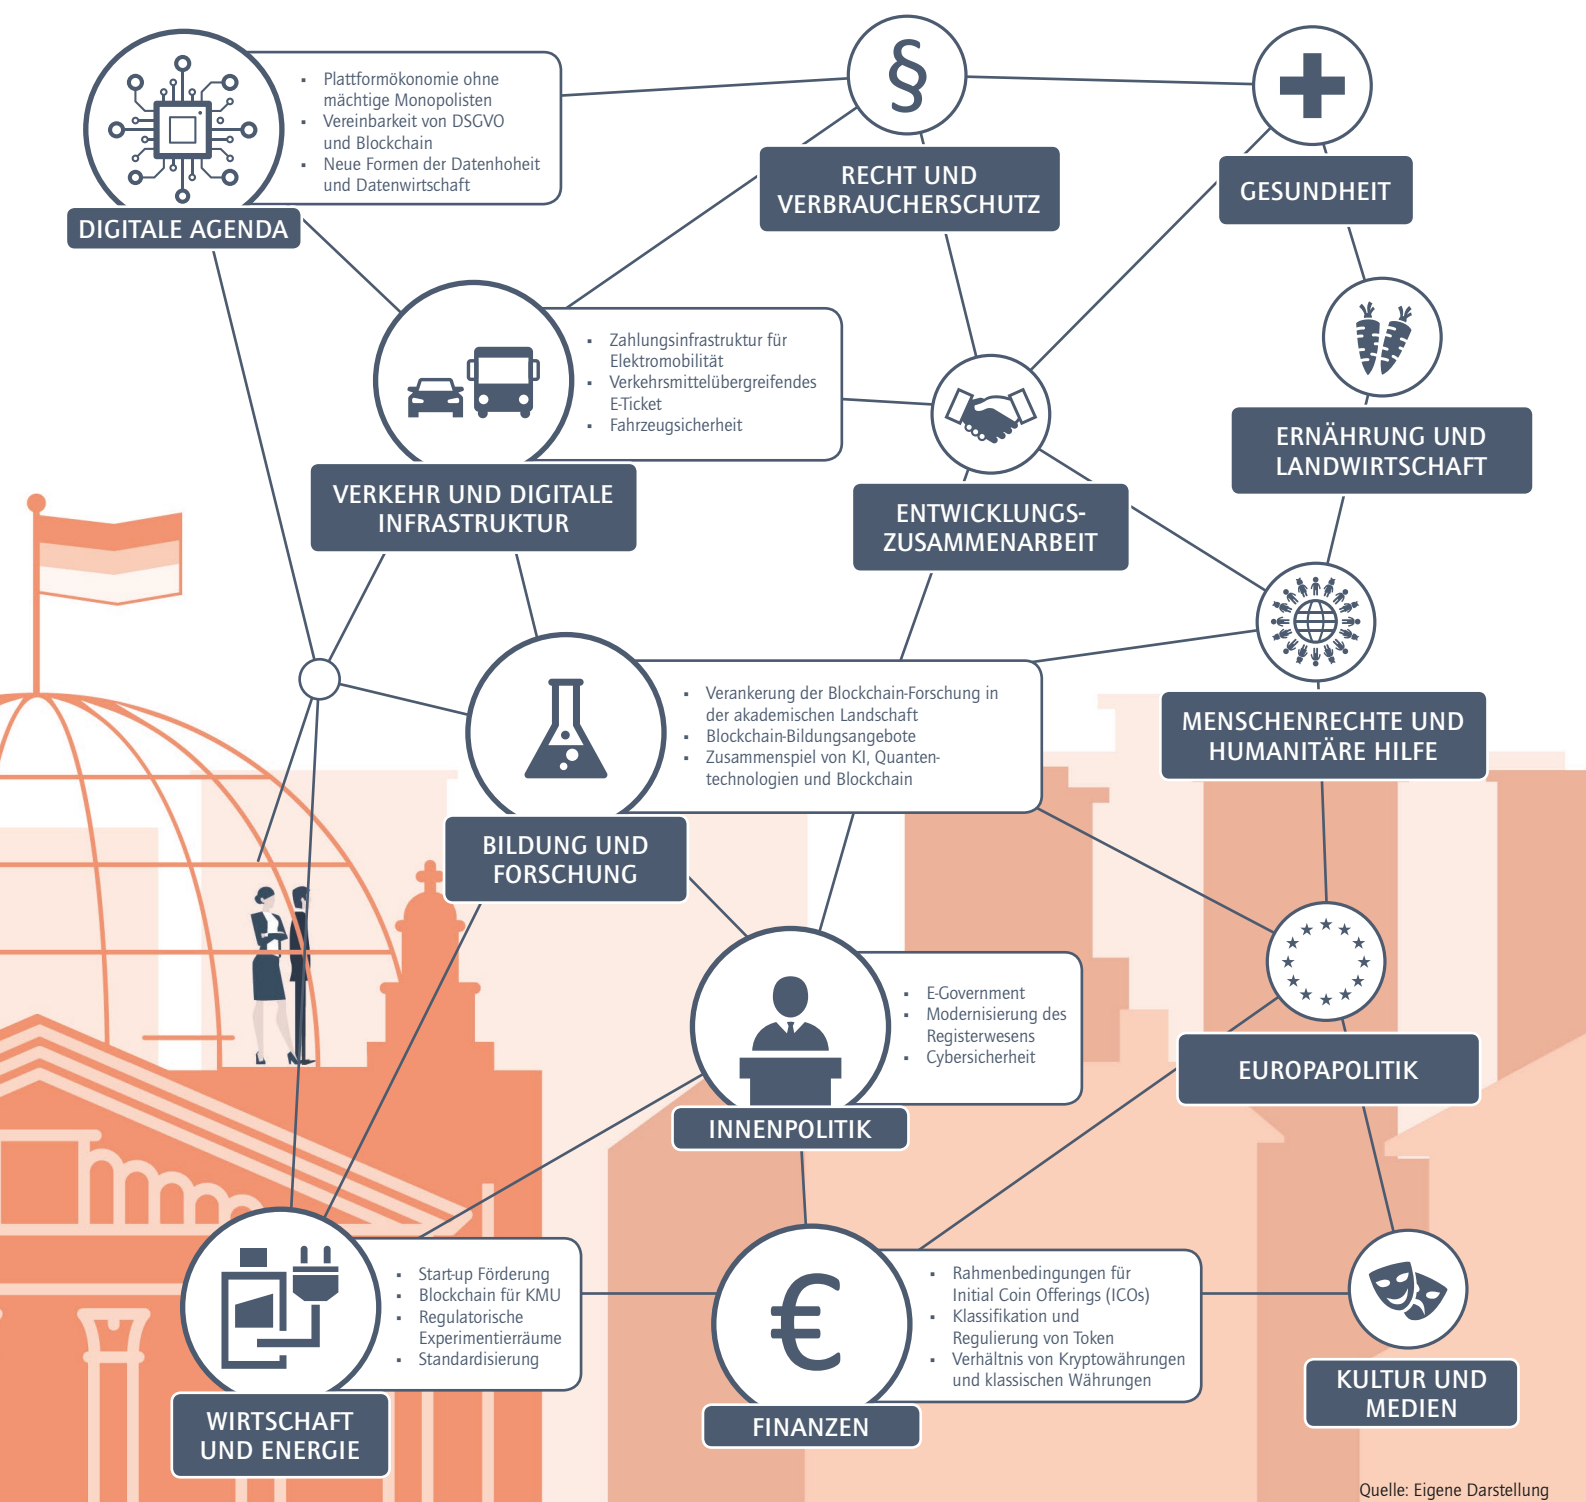 ▪ Plattformökonomie ohne
mächtige Monopolisten
▪ Vereinbarkeit von DSGVO
und Blockchain
▪ Neue Formen der Datenhoheit
und Datenwirtschaft
DIGITALE AGENDA
§
RECHT UND
VERBRAUCHERSCHUTZ
GESUNDHEIT
▪ Zahlungsinfrastruktur für
Elektromobilität
▪ Verkehrsmittelübergreifendes
E-Ticket
▪ Fahrzeugsicherheit
VERKEHR UND DIGITALE
INFRASTRUKTUR
ERNÄHRUNG UND
LANDWIRTSCHAFT
ENTWICKLUNGS-
ZUSAMMENARBEIT
▪ Verankerung der Blockchain-Forschung in
der akademischen Landschaft
▪ Blockchain-Bildungsangebote
▪ Zusammenspiel von KI, Quanten-
technologien und Blockchain
BILDUNG UND
FORSCHUNG
MENSCHENRECHTE UND
HUMANITÄRE HILFE
▪ E-Government
▪ Modernisierung des
Registerwesens
▪ Cybersicherheit
INNENPOLITIK
EUROPAPOLITIK
▪ Start-up Förderung
▪ Blockchain für KMU
▪ Regulatorische
Experimentierräume
▪ Standardisierung
WIRTSCHAFT
UND ENERGIE
€
▪ Rahmenbedingungen für
Initial Coin Offerings (ICOs)
▪ Klassifikation und
Regulierung von Token
▪ Verhältnis von Kryptowährungen
und klassischen Währungen
FINANZEN
KULTUR UND
MEDIEN
Quelle: Eigene Darstellung